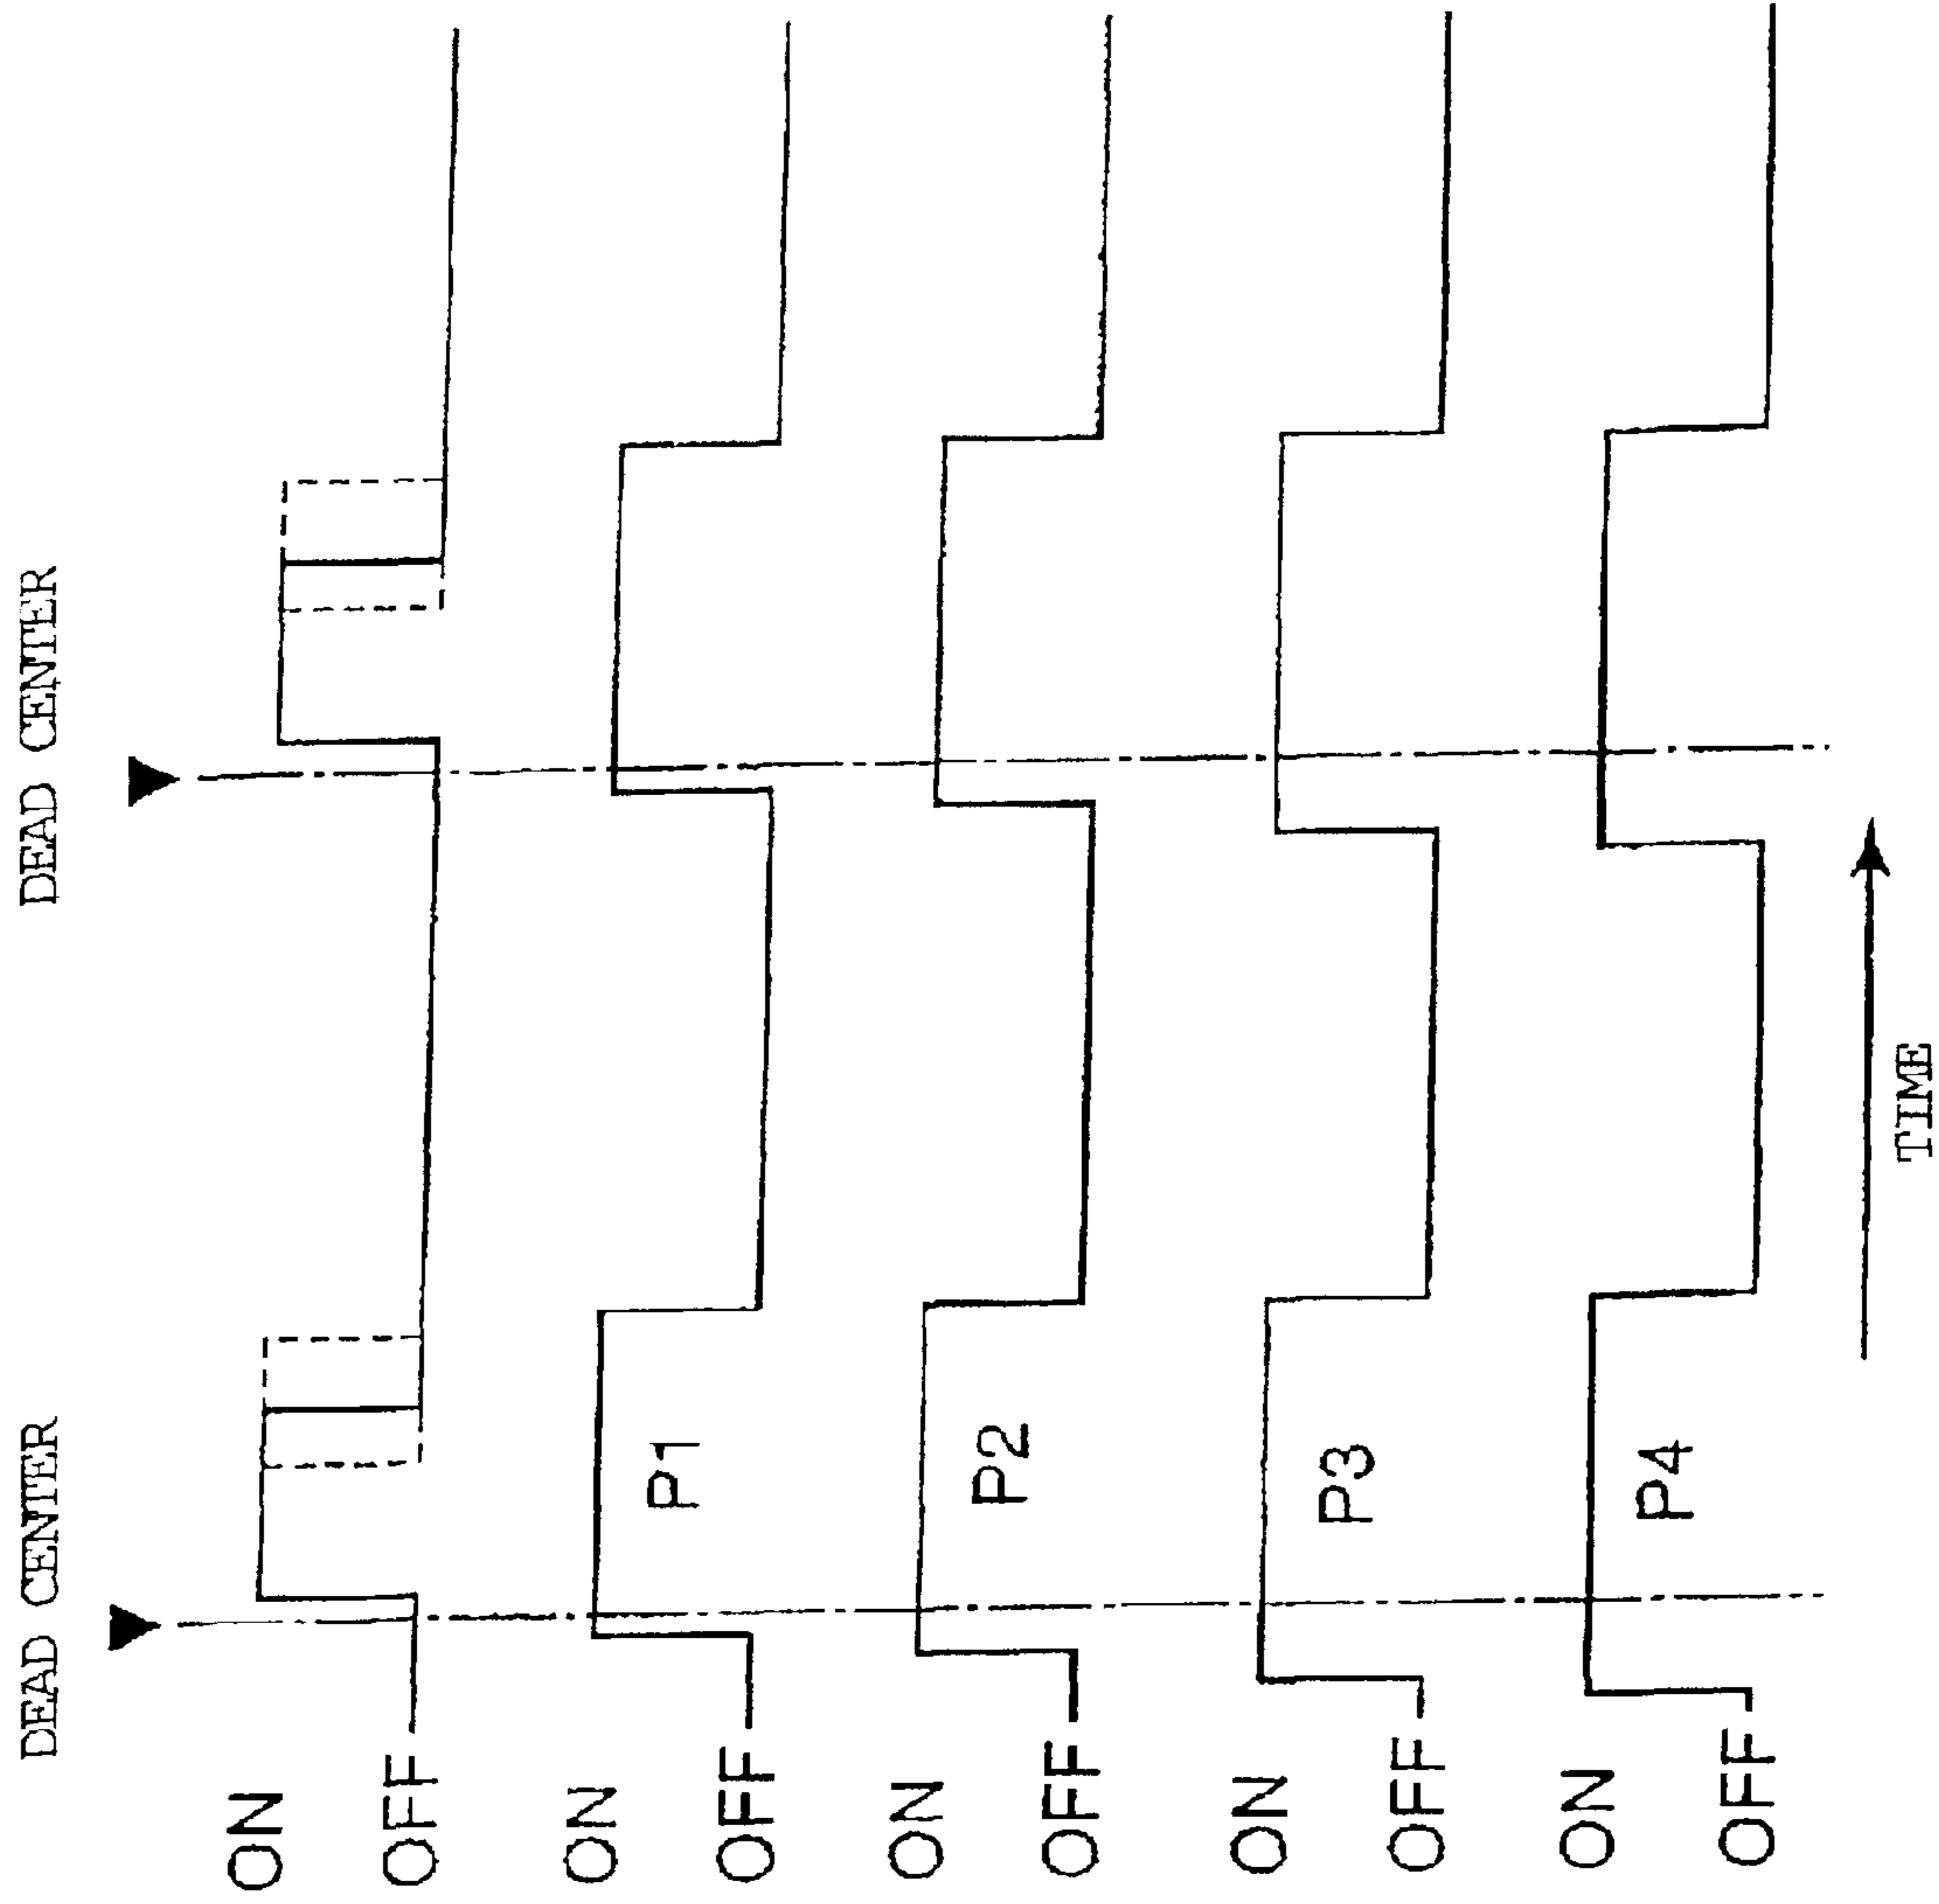 DEAD CENTER DEAD CENTER
ON
OFF
ON
P1
OFF
ON
P2
OFF
ON
P3
OFF
ON
P4
OFF
TIME